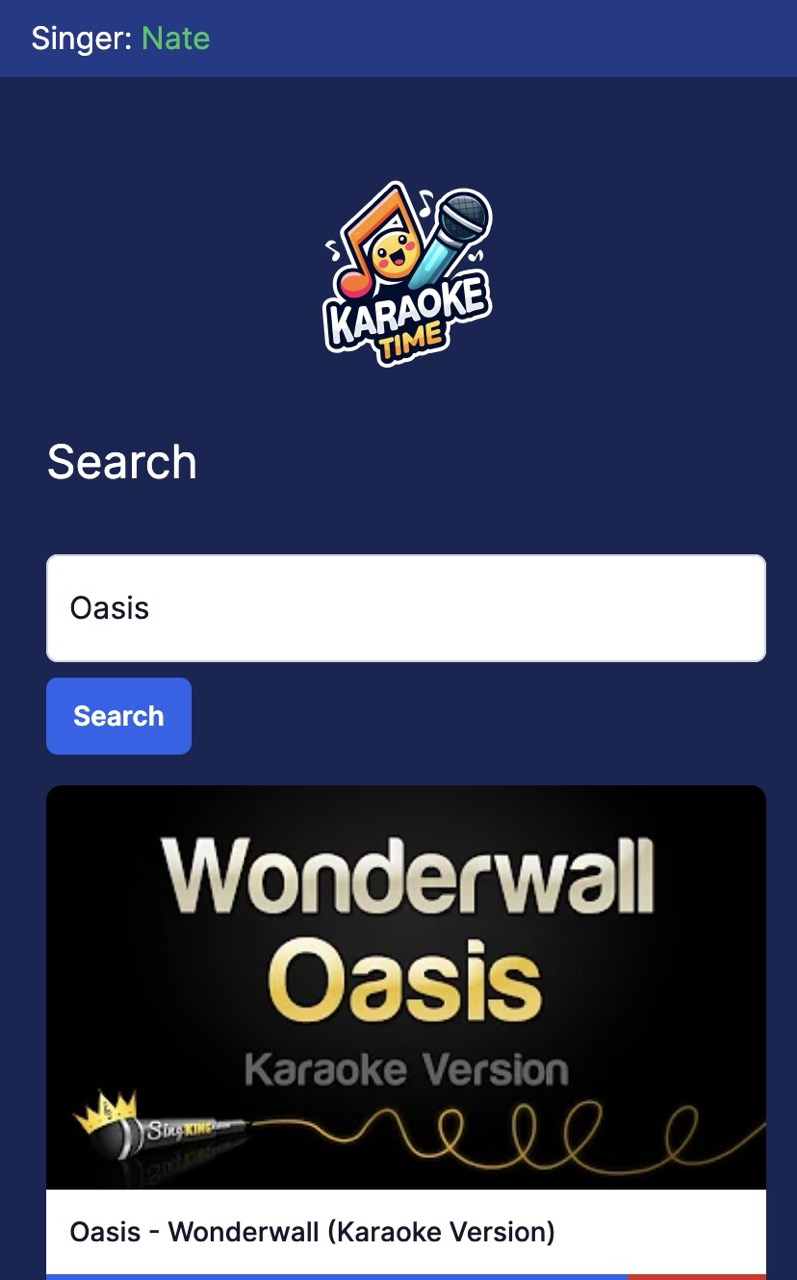 Singer: Nate
KARAOKE
TIME
Search
Oasis
Search
Wonderwall
Oasis
Karaoke Version
SingKING
Oasis - Wonderwall (Karaoke Version)